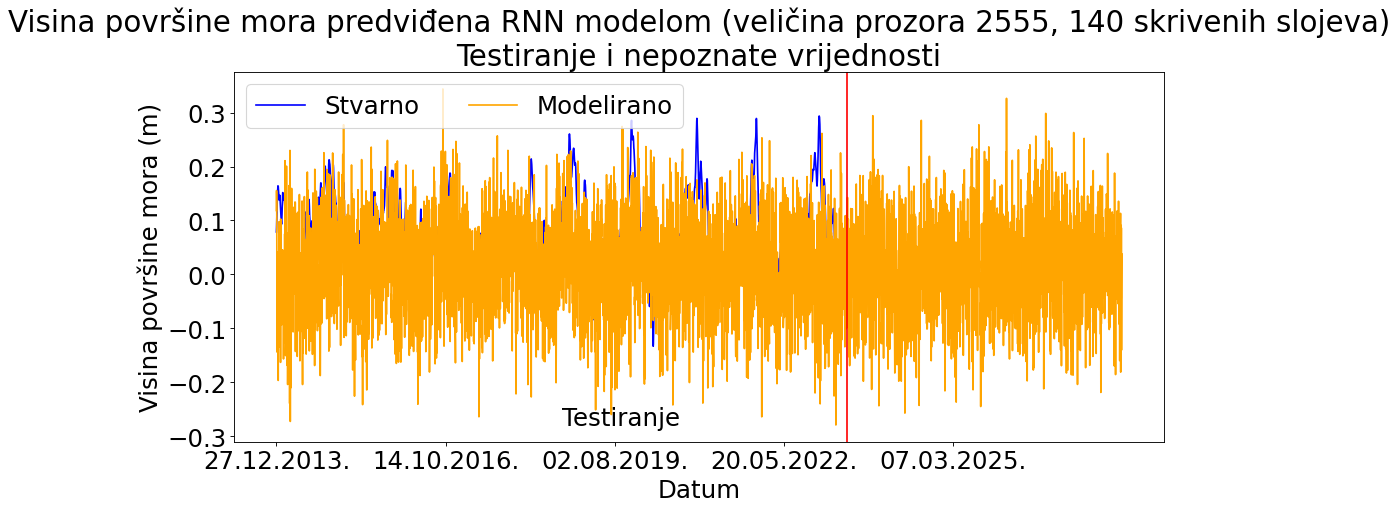 Visina površine mora predviđena RNN modelom (veličina prozora 2555, 140 skrivenih slojeva)
Testiranje i nepoznate vrijednosti
Stvarno
Modelirano
Visina površine mora (m)
0.3
0.2
0.1
0.0
−0.1
−0.2
−0.3
Testiranje
27.12.2013.
14.10.2016.
02.08.2019.
20.05.2022.
07.03.2025.
Datum